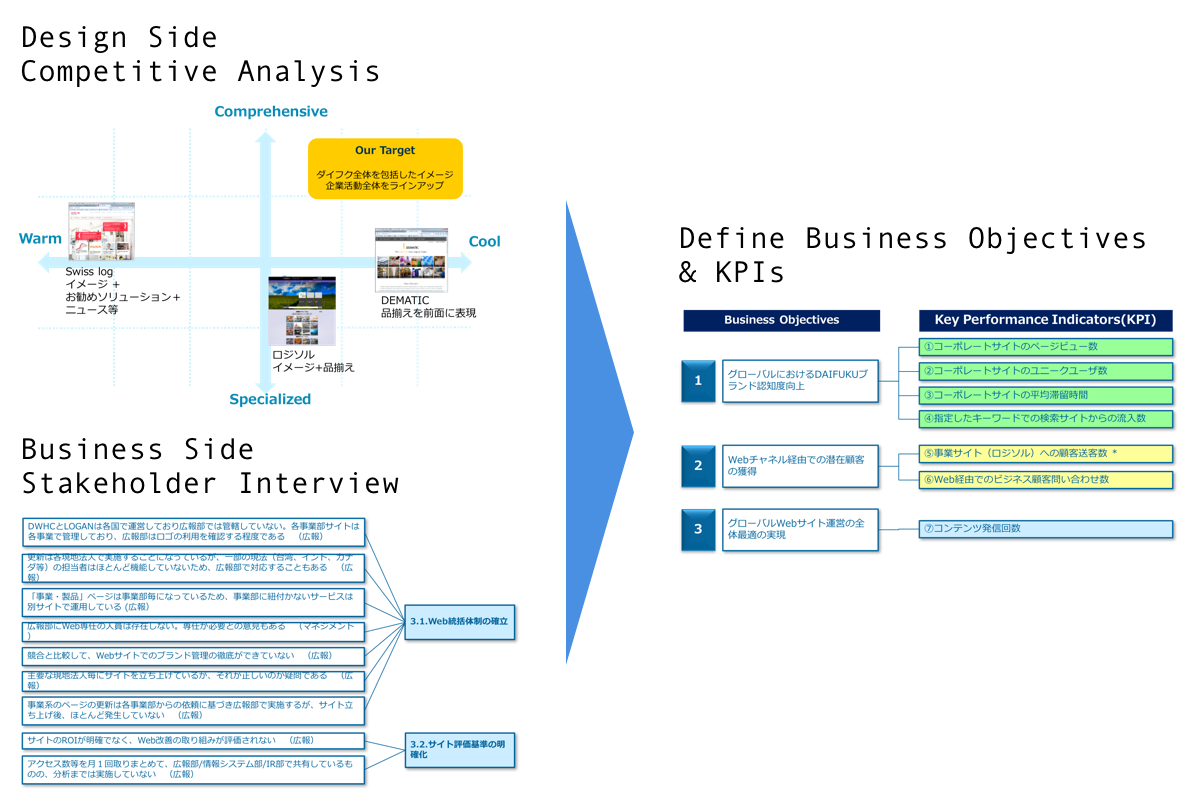 Design Side
Competitive Analysis
Comprehensive
Our Target
ダイフク全体を包括したイメージ
企業活動全体をラインアップ
Warm
Cool
Swiss log
イメージ +
お勧めソリューション+
ニュース等
DEMATIC
品揃えを前面に表現
ロジソル
イメージ+品揃え
Specialized
Business Side
Stakeholder Interview
DWHCとLOGANは各国で運営しており広報部では管轄していない。各事業部サイトは
各事業で管理しており、広報部はロゴの利用を確認する程度である （広報）
更新は各現地法人で実施することになっているが、一部の現法（台湾、インド、カナ
ダ等）の担当者はほとんど機能していないため、広報部で対応することもある （広
報）
「事業・製品」ページは事業部毎になっているため、事業部に紐付かないサービスは
別サイトで運用している (広報）
広報部にWeb専任の人員は存在しない。専任が必要との意見もある （マネジメント
）
競合と比較して、Webサイトでのブランド管理の徹底ができていない （広報）
主要な現地法人毎にサイトを立ち上げているが、それが正しいのか疑問である （広
報）
事業系のページの更新は各事業部からの依頼に基づき広報部で実施するが、サイト立
ち上げ後、ほとんど発生していない （広報）
サイトのROIが明確でなく、Web改善の取り組みが評価されない （広報）
アクセス数等を月１回取りまとめて、広報部/情報システム部/IR部で共有しているも
のの、分析までは実施していない （広報）
3.1.Web統括体制の確立
3.2.サイト評価基準の明
確化
Define Business Objectives
& KPIs
Business Objectives
Key Performance Indicators(KPI)
1
グローバルにおけるDAIFUKUブ
ランド認知度向上
①コーポレートサイトのページビュー数
②コーポレートサイトのユニークユーザ数
③コーポレートサイトの平均滞留時間
④指定したキーワードでの検索サイトからの流入数
2
Webチャネル経由での潜在顧客
の獲得
⑤事業サイト（ロジソル）への顧客送客数 *
⑥Web経由でのビジネス顧客問い合わせ数
3
グローバルWebサイト運営の全
体最適の実現
⑦コンテンツ発信回数